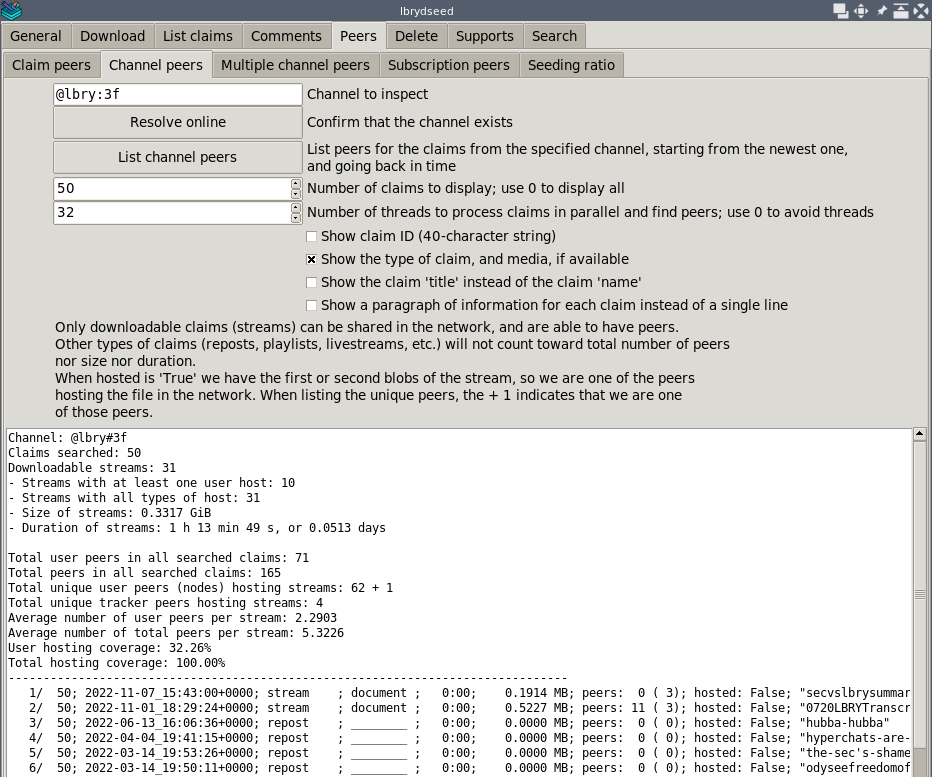 lbrydseed
General Download List claims Comments Peers Delete Supports Search
Claim peers Channel peers Multiple channel peers Subscription peers Seeding ratio
@lbry:3f Channel to inspect
Resolve online Confirm that the channel exists
List channel peers List peers for the claims from the specified channel, starting from the newest one,
and going back in time
50 Number of claims to display; use 0 to display all
32 Number of threads to process claims in parallel and find peers; use 0 to avoid threads
Show claim ID (40-character string)
Show the type of claim, and media, if available
Show the claim 'title' instead of the claim 'name'
Show a paragraph of information for each claim instead of a single line
Only downloadable claims (streams) can be shared in the network, and are able to have peers.
Other types of claims (reposts, playlists, livestreams, etc.) will not count toward total number of peers
nor size nor duration.
When hosted is 'True' we have the first or second blobs of the stream, so we are one of the peers
hosting the file in the network. When listing the unique peers, the + 1 indicates that we are one
of those peers.
Channel: @lbry#3f
Claims searched: 50
Downloadable streams: 31
- Streams with at least one user host: 10
- Streams with all types of host: 31
- Size of streams: 0.3317 GiB
- Duration of streams: 1 h 13 min 49 s, or 0.0513 days
Total user peers in all searched claims: 71
Total peers in all searched claims: 165
Total unique user peers (nodes) hosting streams: 62 + 1
Total unique tracker peers hosting streams: 4
Average number of user peers per stream: 2.2903
Average number of total peers per stream: 5.3226
User hosting coverage: 32.26%
Total hosting coverage: 100.00%
--------------------------------------------------------------------------------
1/ 50; 2022-11-07_15:43:00+0000; stream ; document ; 0:00; 0.1914 MB; peers: 0 ( 3); hosted: False; "secvslbrysummar
2/ 50; 2022-11-01_18:29:24+0000; stream ; document ; 0:00; 0.5227 MB; peers: 11 ( 3); hosted: False; "0720LBRYTranscr
3/ 50; 2022-06-13_16:06:36+0000; repost ; ________ ; 0:00; 0.0000 MB; peers: 0 ( 0); hosted: False; "hubba-hubba"
4/ 50; 2022-04-04_19:41:15+0000; repost ; ________ ; 0:00; 0.0000 MB; peers: 0 ( 0); hosted: False; "hyperchats-are-
5/ 50; 2022-03-14_19:53:26+0000; repost ; ________ ; 0:00; 0.0000 MB; peers: 0 ( 0); hosted: False; "the-sec's-shame
6/ 50; 2022-03-14_19:50:11+0000; repost ; ________ ; 0:00; 0.0000 MB; peers: 0 ( 0); hosted: False; "odyseefreedomof